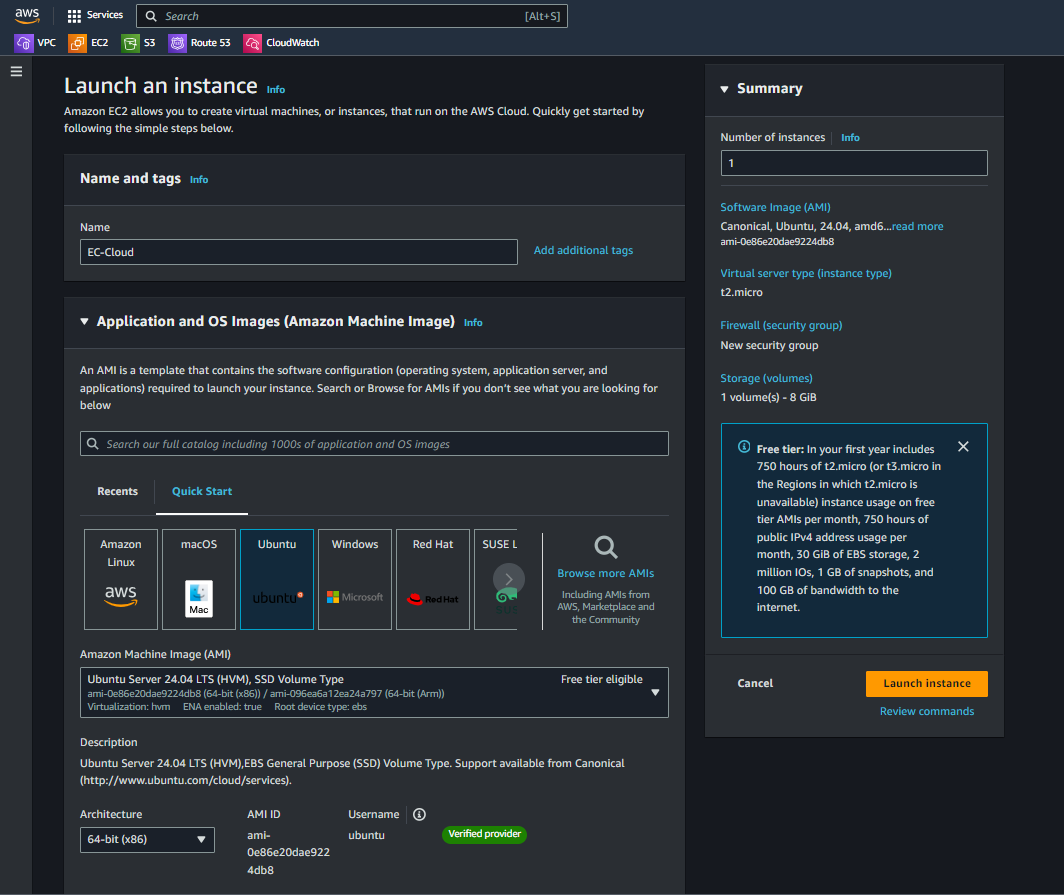 aws
Services
Search
[Alt+S]
VPC
EC2
S3
Route 53
CloudWatch
Launch an instance Info
Amazon EC2 allows you to create virtual machines, or instances, that run on the AWS Cloud. Quickly get started by
following the simple steps below.
Name and tags Info
Name
EC-Cloud
Add additional tags
Application and OS Images (Amazon Machine Image) Info
An AMI is a template that contains the software configuration (operating system, application server, and
applications) required to launch your instance. Search or Browse for AMIs if you don't see what you are looking for
below
Search our full catalog including 1000s of application and OS images
Recents
Quick Start
Amazon
Linux
aws
macOS
Mac
Ubuntu
ubuntu
Windows
Microsoft
Red Hat
Red Hat
SUSE L
Browse more AMIs
Including AMIs from
AWS, Marketplace and
the Community
Amazon Machine Image (AMI)
Ubuntu Server 24.04 LTS (HVM), SSD Volume Type
Free tier eligible
ami-0e86e20dae9224db8 (64-bit (x86)) / ami-096ea6a12ea24a797 (64-bit (Arm))
Virtualization: hvm ENA enabled: true Root device type: ebs
Description
Ubuntu Server 24.04 LTS (HVM),EBS General Purpose (SSD) Volume Type. Support available from Canonical
(http://www.ubuntu.com/cloud/services).
Architecture
64-bit (x86)
AMI ID
ami-
0e86e20dae922
4db8
Username
ubuntu
Verified provider
Summary
Number of instances Info
1
Software Image (AMI)
Canonical, Ubuntu, 24.04, amd6...read more
ami-0e86e20dae9224db8
Virtual server type (instance type)
t2.micro
Firewall (security group)
New security group
Storage (volumes)
1 volume(s) - 8 GiB
Free tier: In your first year includes
750 hours of t2.micro (or t3.micro in
the Regions in which t2.micro is
unavailable) instance usage on free
tier AMIs per month, 750 hours of
public IPv4 address usage per
month, 30 GiB of EBS storage, 2
million IOs, 1 GB of snapshots, and
100 GB of bandwidth to the
internet.
Cancel
Launch instance
Review commands